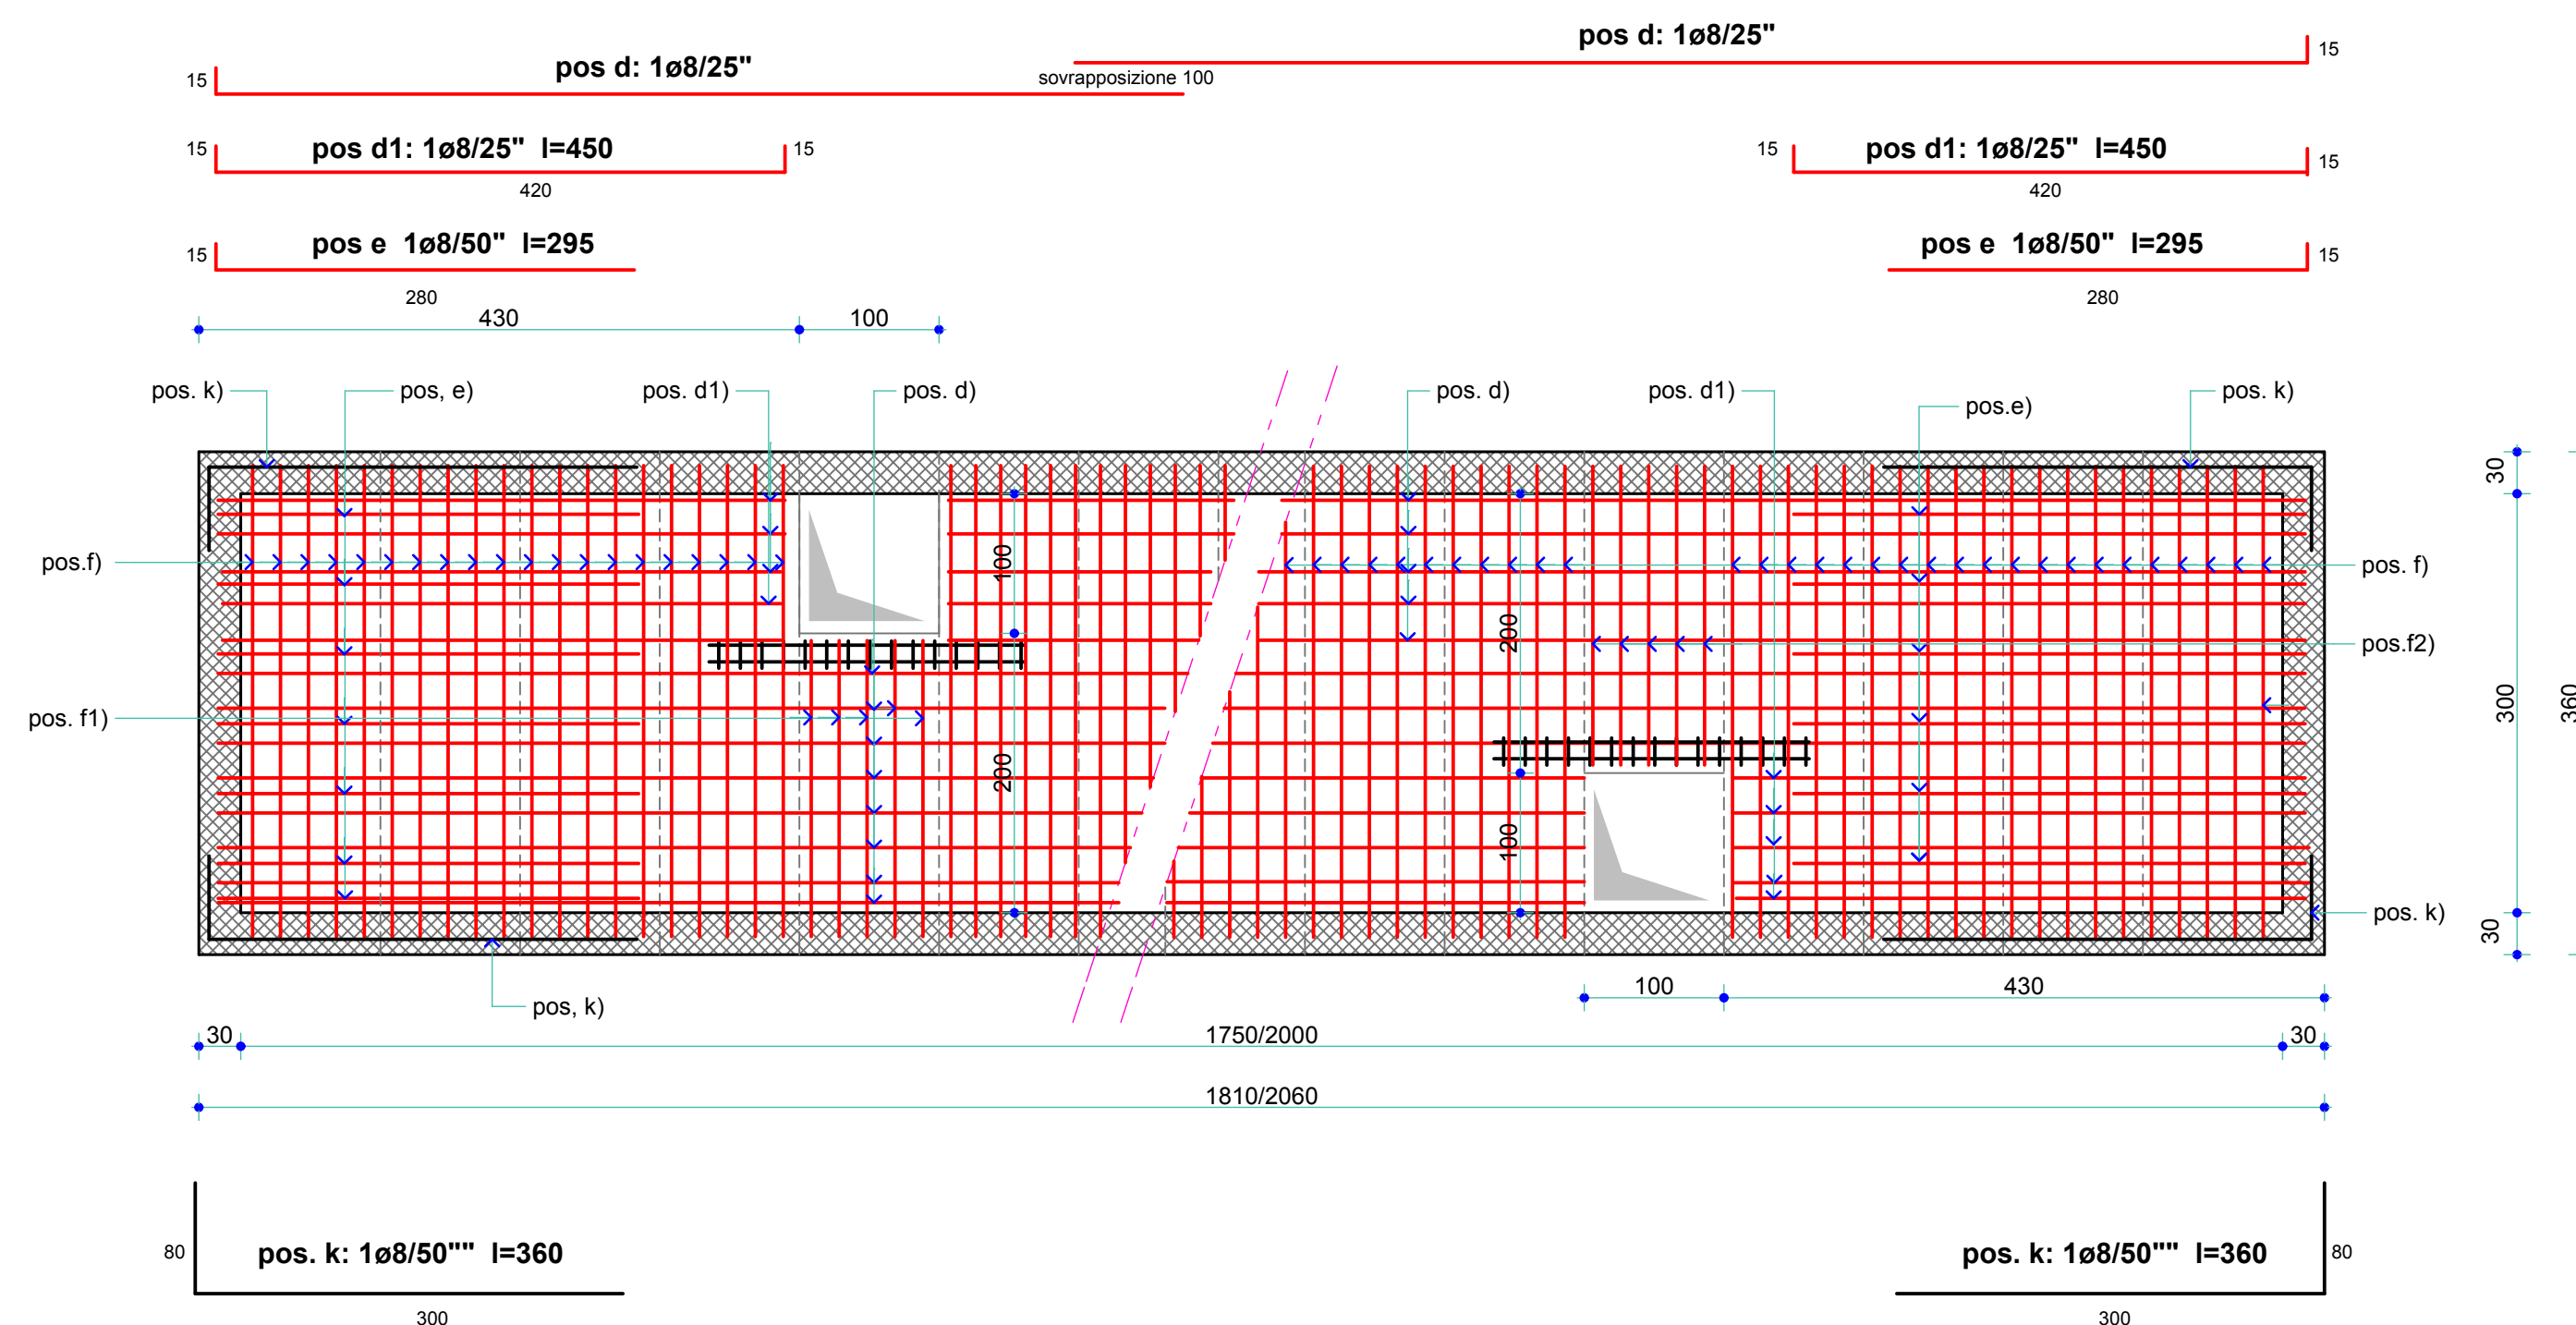 pos d: 1ø8/25"
15
pos d: 1ø8/25"
15
sovrapposizione 100
15
pos d1: 1ø8/25" l=450
15
420
15
pos d1: 1ø8/25" l=450
15
420
15
pos e 1ø8/50" l=295
280
pos e 1ø8/50" l=295
15
280
430
100
pos. k)
pos, e)
pos. d1)
pos. d)
pos. d)
pos. d1)
pos.e)
pos. k)
30
pos.f)
100
pos. f)
200
pos.f2)
300
360
pos. f1)
200
100
pos. k)
30
pos, k)
100
430
30
1750/2000
30
1810/2060
80
pos. k: 1ø8/50"" l=360
300
pos. k: 1ø8/50"" l=360
80
300